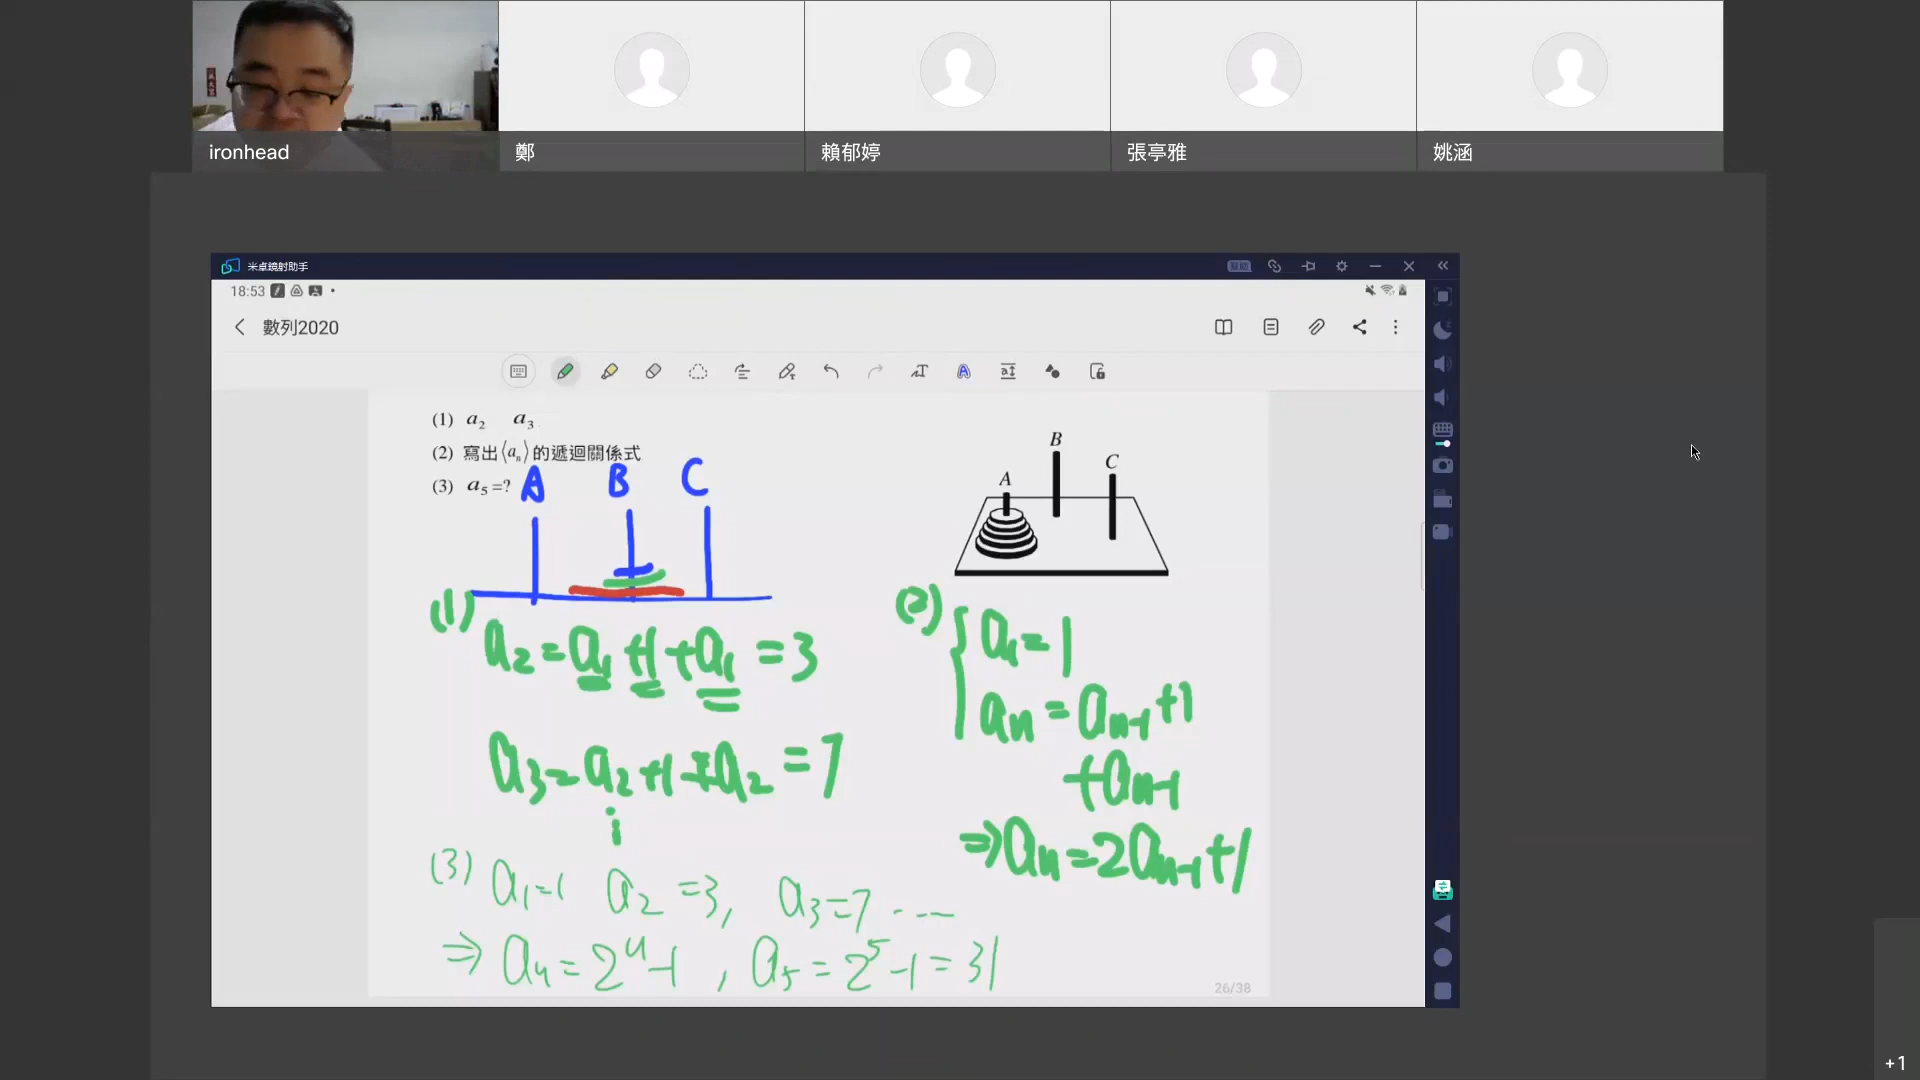 ironhead
鄭
賴郁婷
張亭雅
姚涵
米卓鏡射助手
18:53
數列2020
(1) a₂ a₃
(2) 寫出⟨aₙ⟩的遞迴關係式
(3) a₅=?
A B C
A B C
(1)
a₂=a₁+1+a₁=3
a₃=a₂+1+a₂=7
(2)
a₁=1
aₙ=aₙ₋₁+1
+aₙ₋₁
⇒aₙ=2aₙ₋₁+1
(3) a₁=1 a₂=3, a₃=7 ......
⇒ a₄=2⁴-1, a₅=2⁵-1=31
26/38
+1